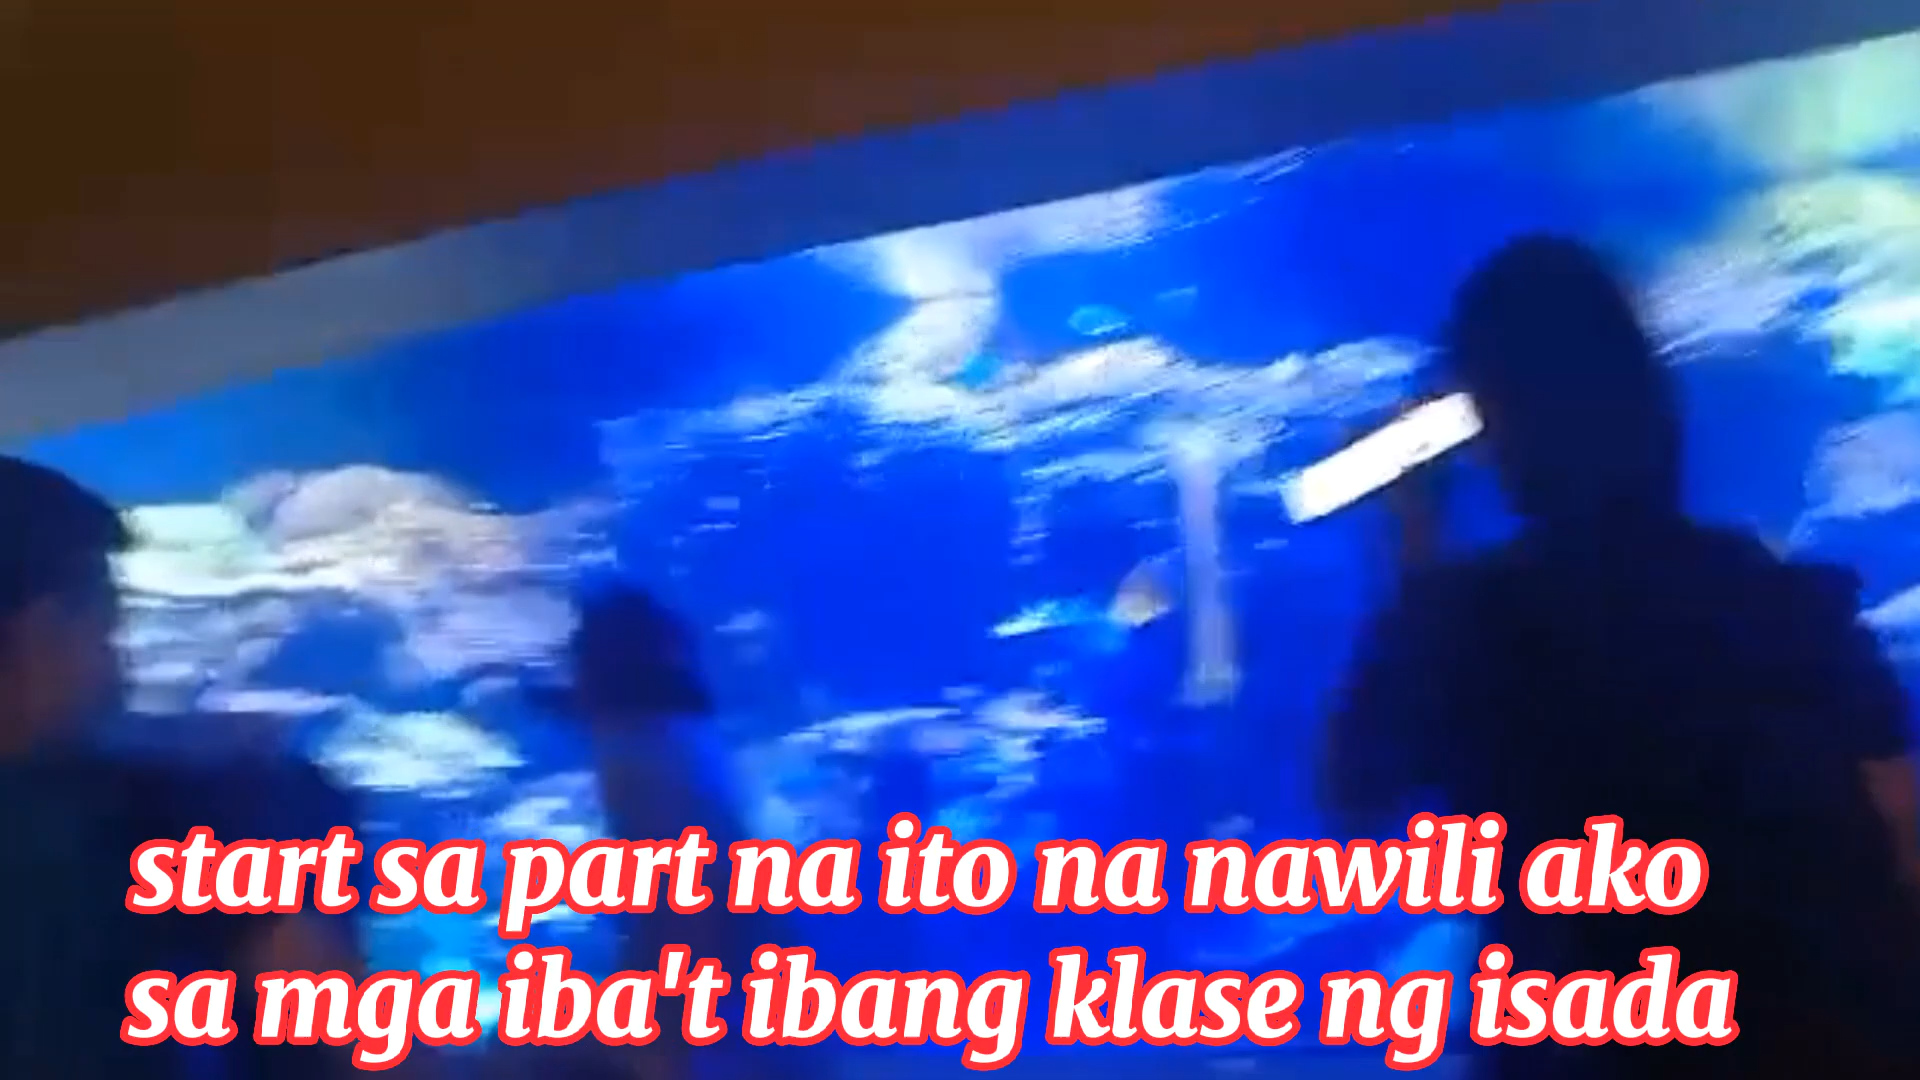 start sa part na ito na nawili ako
sa mga iba't ibang klase ng isada